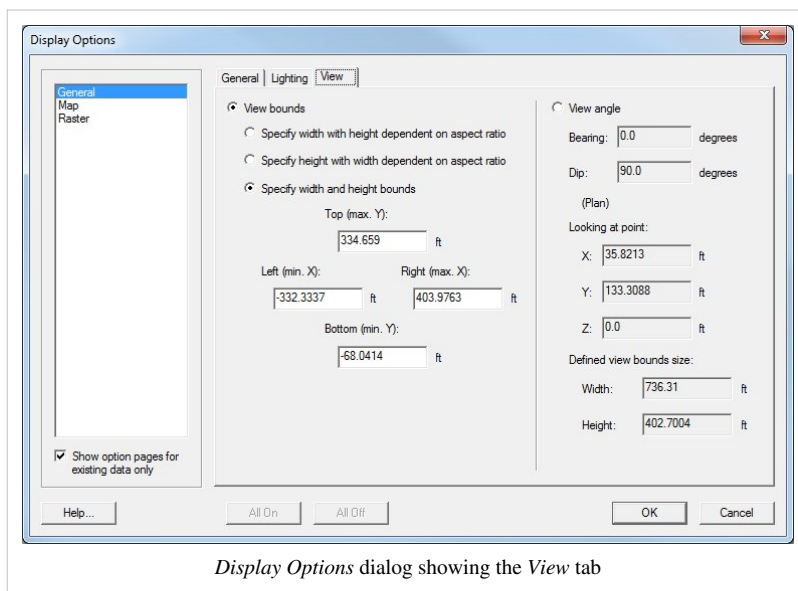 Display Options
General
Map
Raster
Show option pages for
existing data only
General Lighting View
View bounds
Specify width with height dependent on aspect ratio
Specify height with width dependent on aspect ratio
Specify width and height bounds
Top (max. Y):
334.659 ft
Left (min. X): Right (max. X):
-332.3337 ft 403.9763 ft
Bottom (min. Y):
-68.0414 ft
View angle
Bearing: 0.0 degrees
Dip: 90.0 degrees
(Plan)
Looking at point:
X: 35.8213 ft
Y: 133.3088 ft
Z: 0.0 ft
Defined view bounds size:
Width: 736.31 ft
Height: 402.7004 ft
Help... All On All Off OK Cancel
Display Options dialog showing the View tab